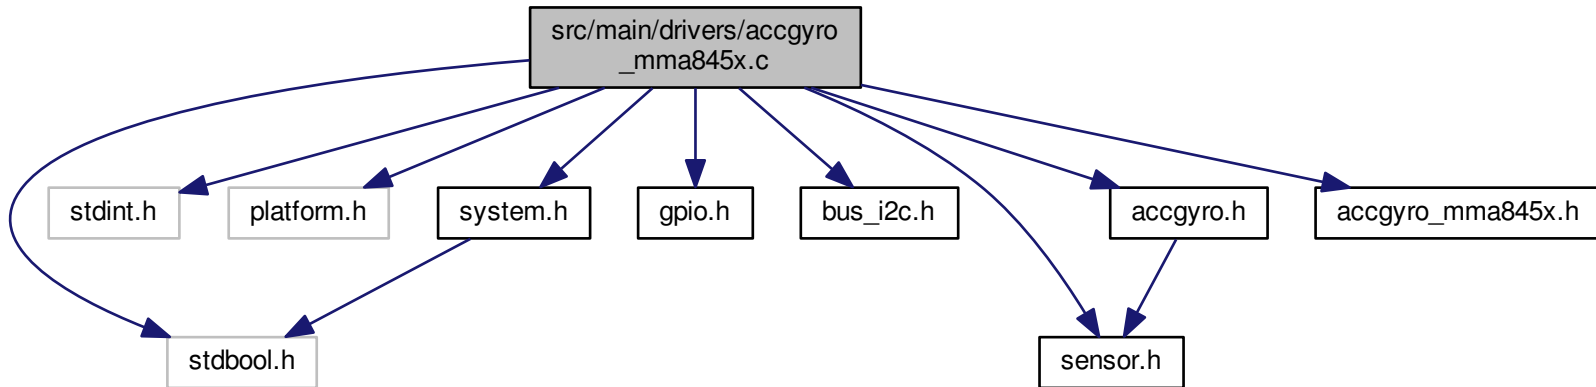 src/main/drivers/accgyro
_mma845x.c
stdint.h
platform.h
system.h
gpio.h
bus_i2c.h
accgyro.h
accgyro_mma845x.h
stdbool.h
sensor.h